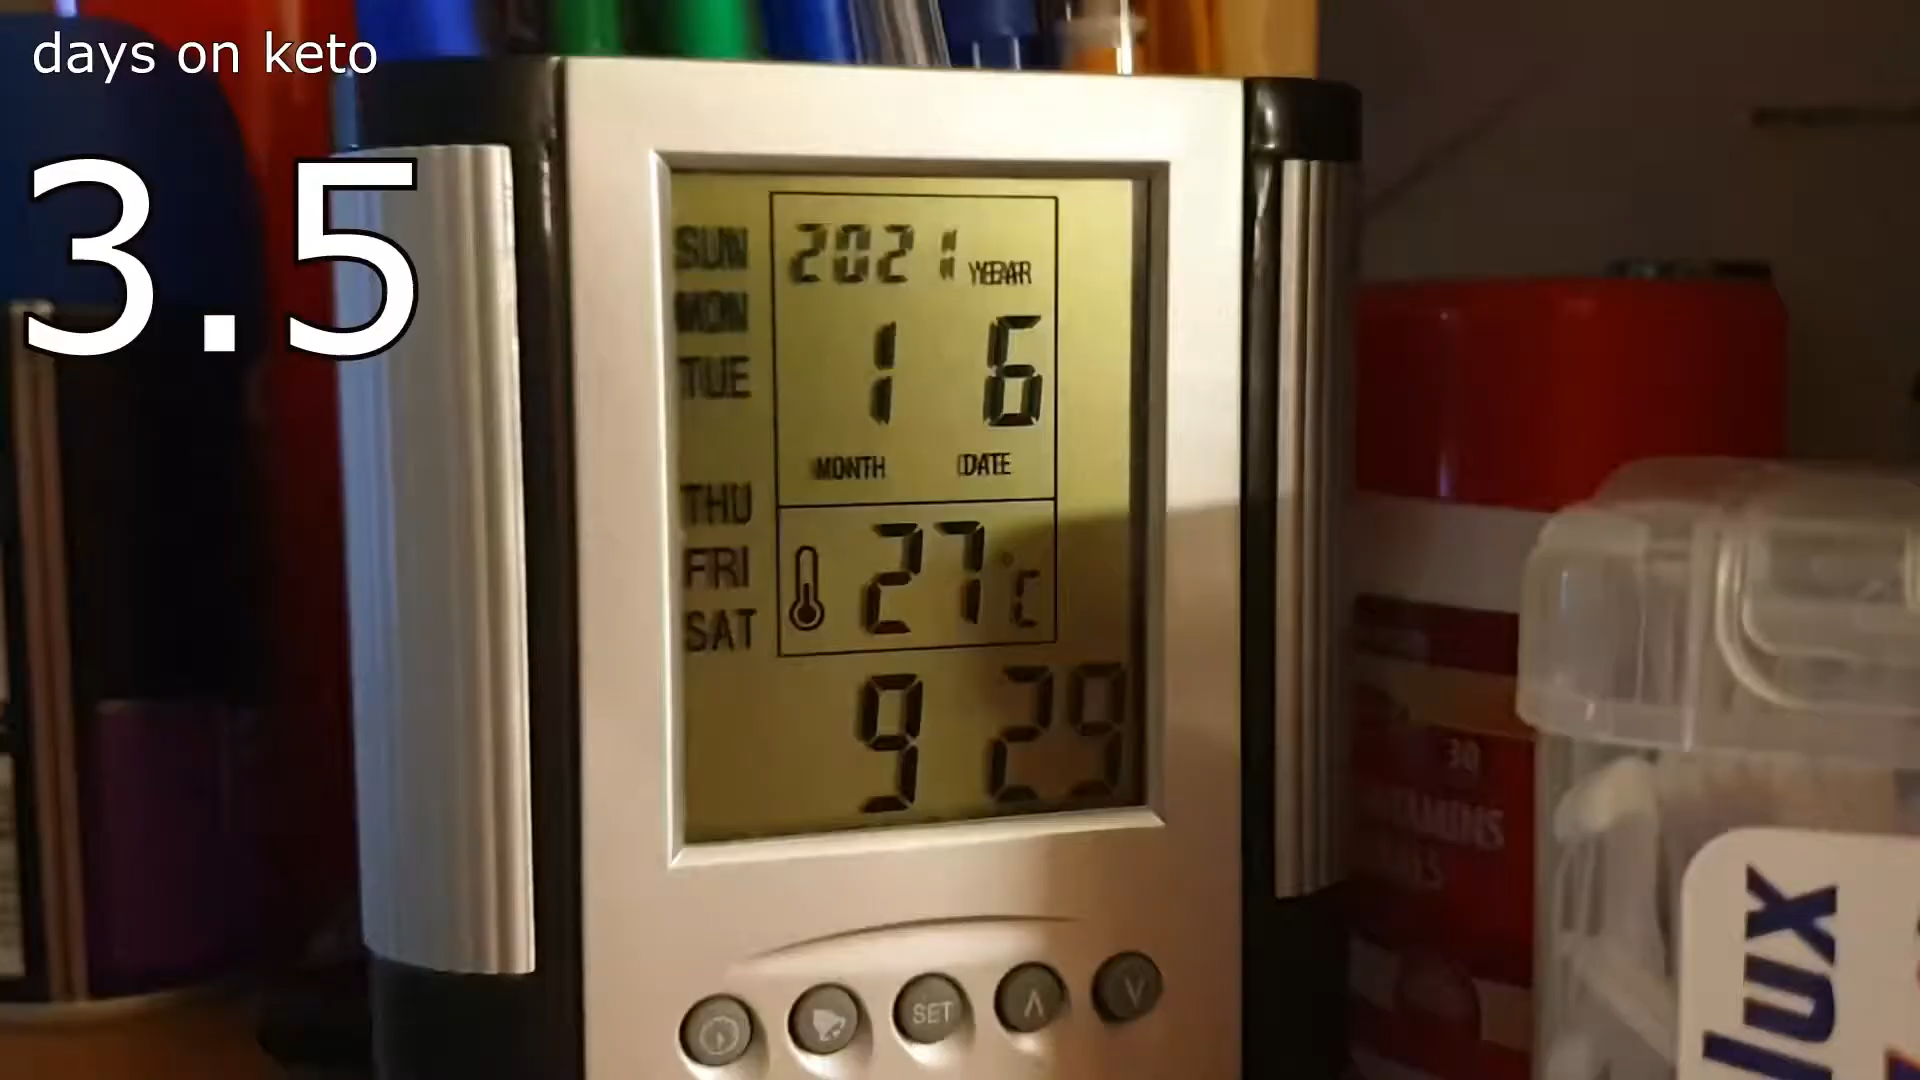 days on keto
3.5
SUN
MON
TUE
THU
FRI
SAT
2021 YEAR
1 6
MONTH DATE
27 °C
9 29
SET
30
lux